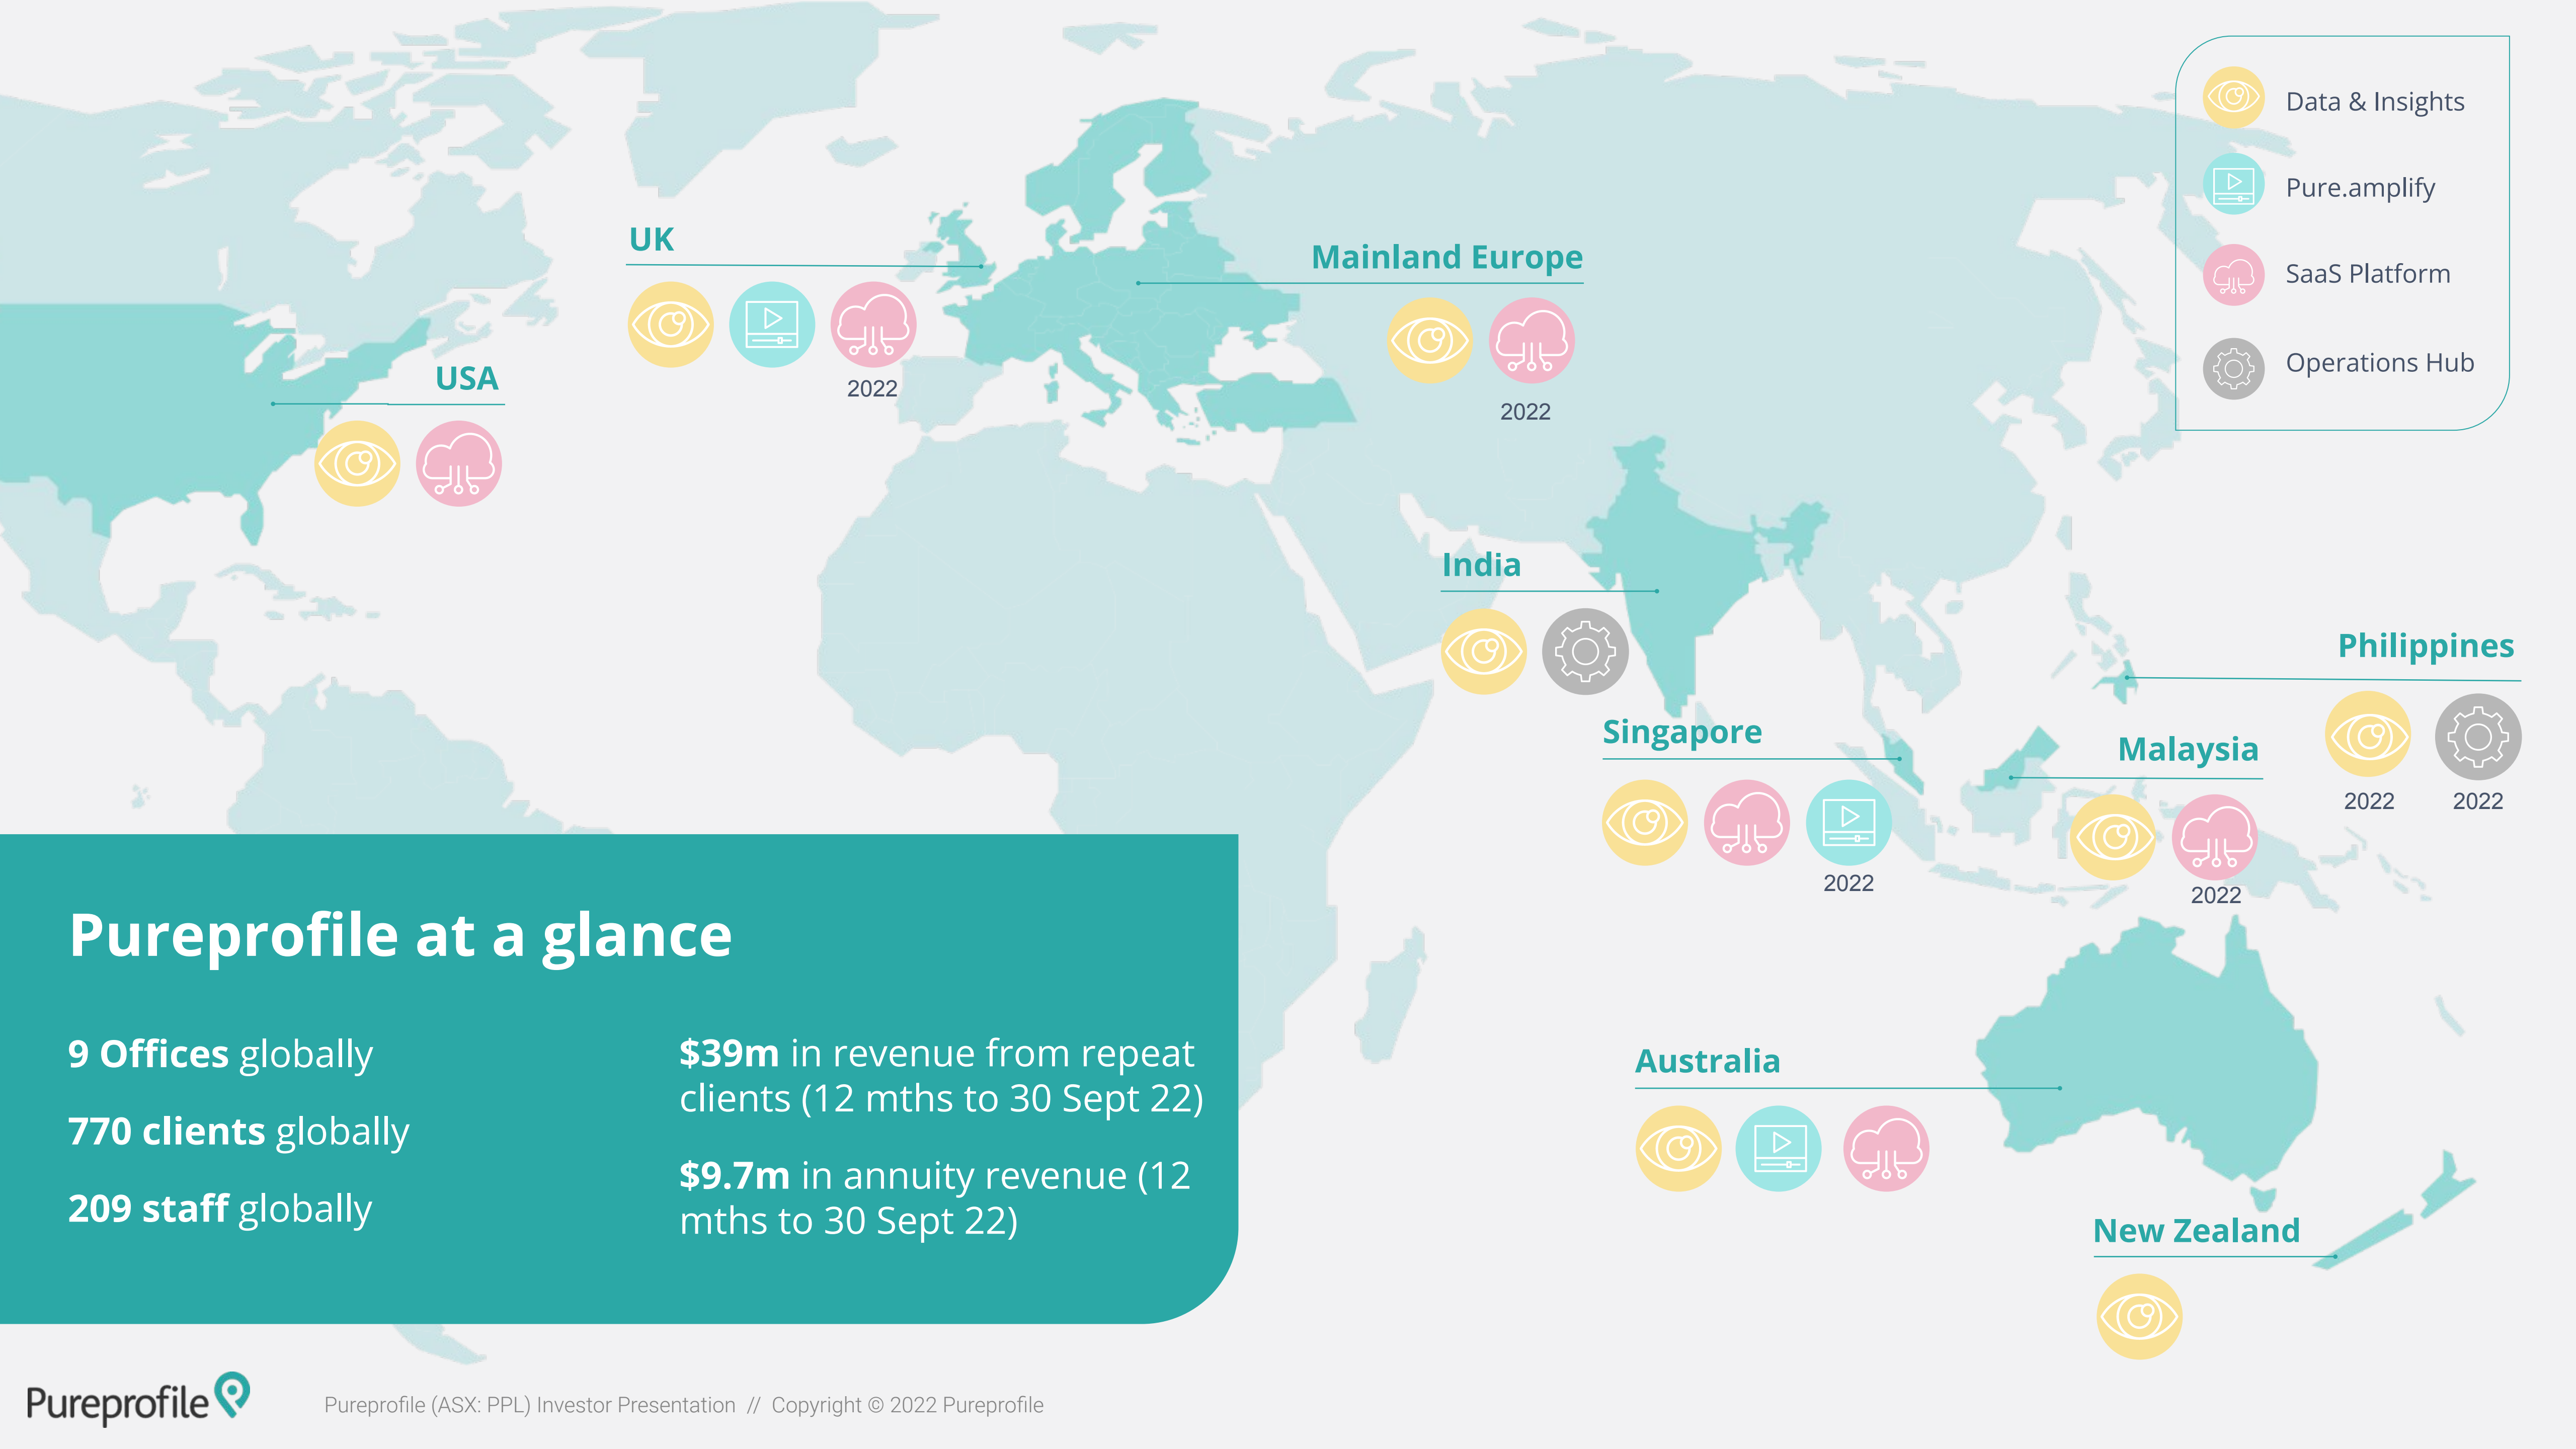 Data & Insights
Pure.amplify
SaaS Platform
Operations Hub
UK
2022
Mainland Europe
2022
USA
India
Philippines
2022 2022
Singapore
2022
Malaysia
2022
Australia
New Zealand
Pureprofile at a glance
9 Offices globally
770 clients globally
209 staff globally
$39m in revenue from repeat
clients (12 mths to 30 Sept 22)
$9.7m in annuity revenue (12
mths to 30 Sept 22)
Pureprofile
Pureprofile (ASX: PPL) Investor Presentation // Copyright © 2022 Pureprofile